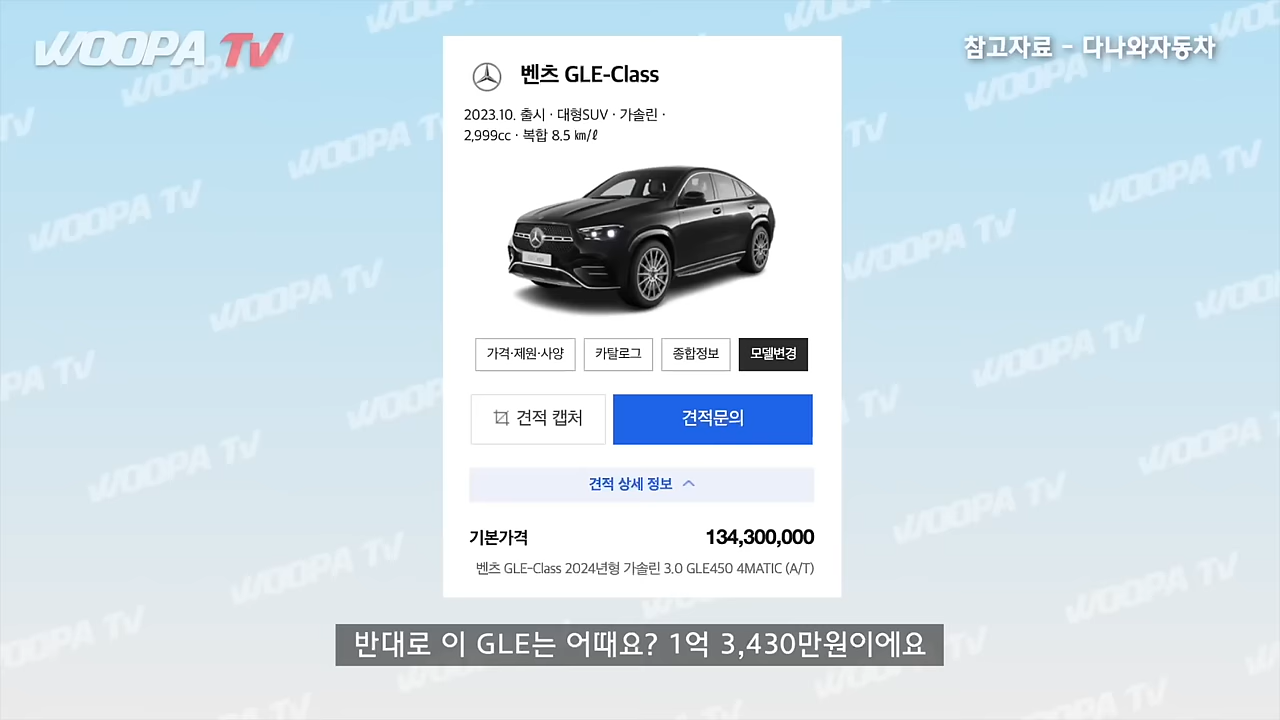 WOOPA TV
참고자료 - 다나와자동차
벤츠 GLE-Class
2023.10. 출시 · 대형SUV · 가솔린 ·
2,999cc · 복합 8.5 ㎞/ℓ
가격·제원·사양
카탈로그
종합정보
모델변경
견적 캡처
견적문의
견적 상세 정보
기본가격
134,300,000
벤츠 GLE-Class 2024년형 가솔린 3.0 GLE450 4MATIC (A/T)
반대로 이 GLE는 어때요? 1억 3,430만원이에요